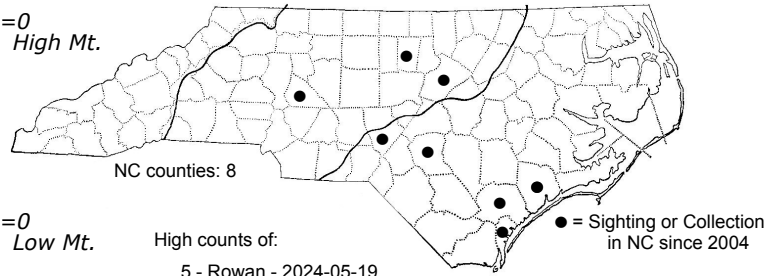 =0
High Mt.
NC counties: 8
=0
Low Mt.
High counts of:
5 - Rowan - 2024-05-19
● = Sighting or Collection
in NC since 2004